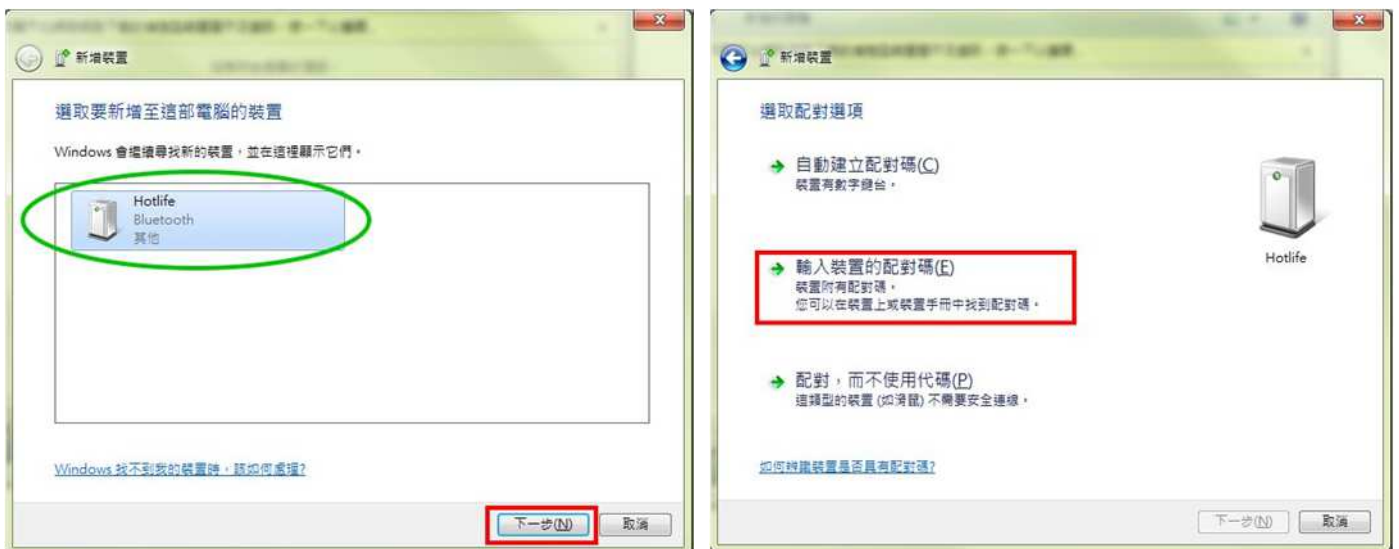 新增裝置
選取要新增至這部電腦的裝置
Windows 會繼續尋找新的裝置，並在這裡顯示它們。
Hotlife
Bluetooth
其他
Windows 找不到我的裝置時，該如何處理?
下一步(N)
取消
新增裝置
選取配對選項
自動建立配對碼(C)
裝置有數字鍵台。
輸入裝置的配對碼(E)
裝置附有配對碼。
您可以在裝置上或裝置手冊中找到配對碼。
配對，而不使用代碼(P)
這類型的裝置 (如滑鼠) 不需要安全連線。
Hotlife
如何辨識裝置是否具有配對碼?
下一步(N)
取消